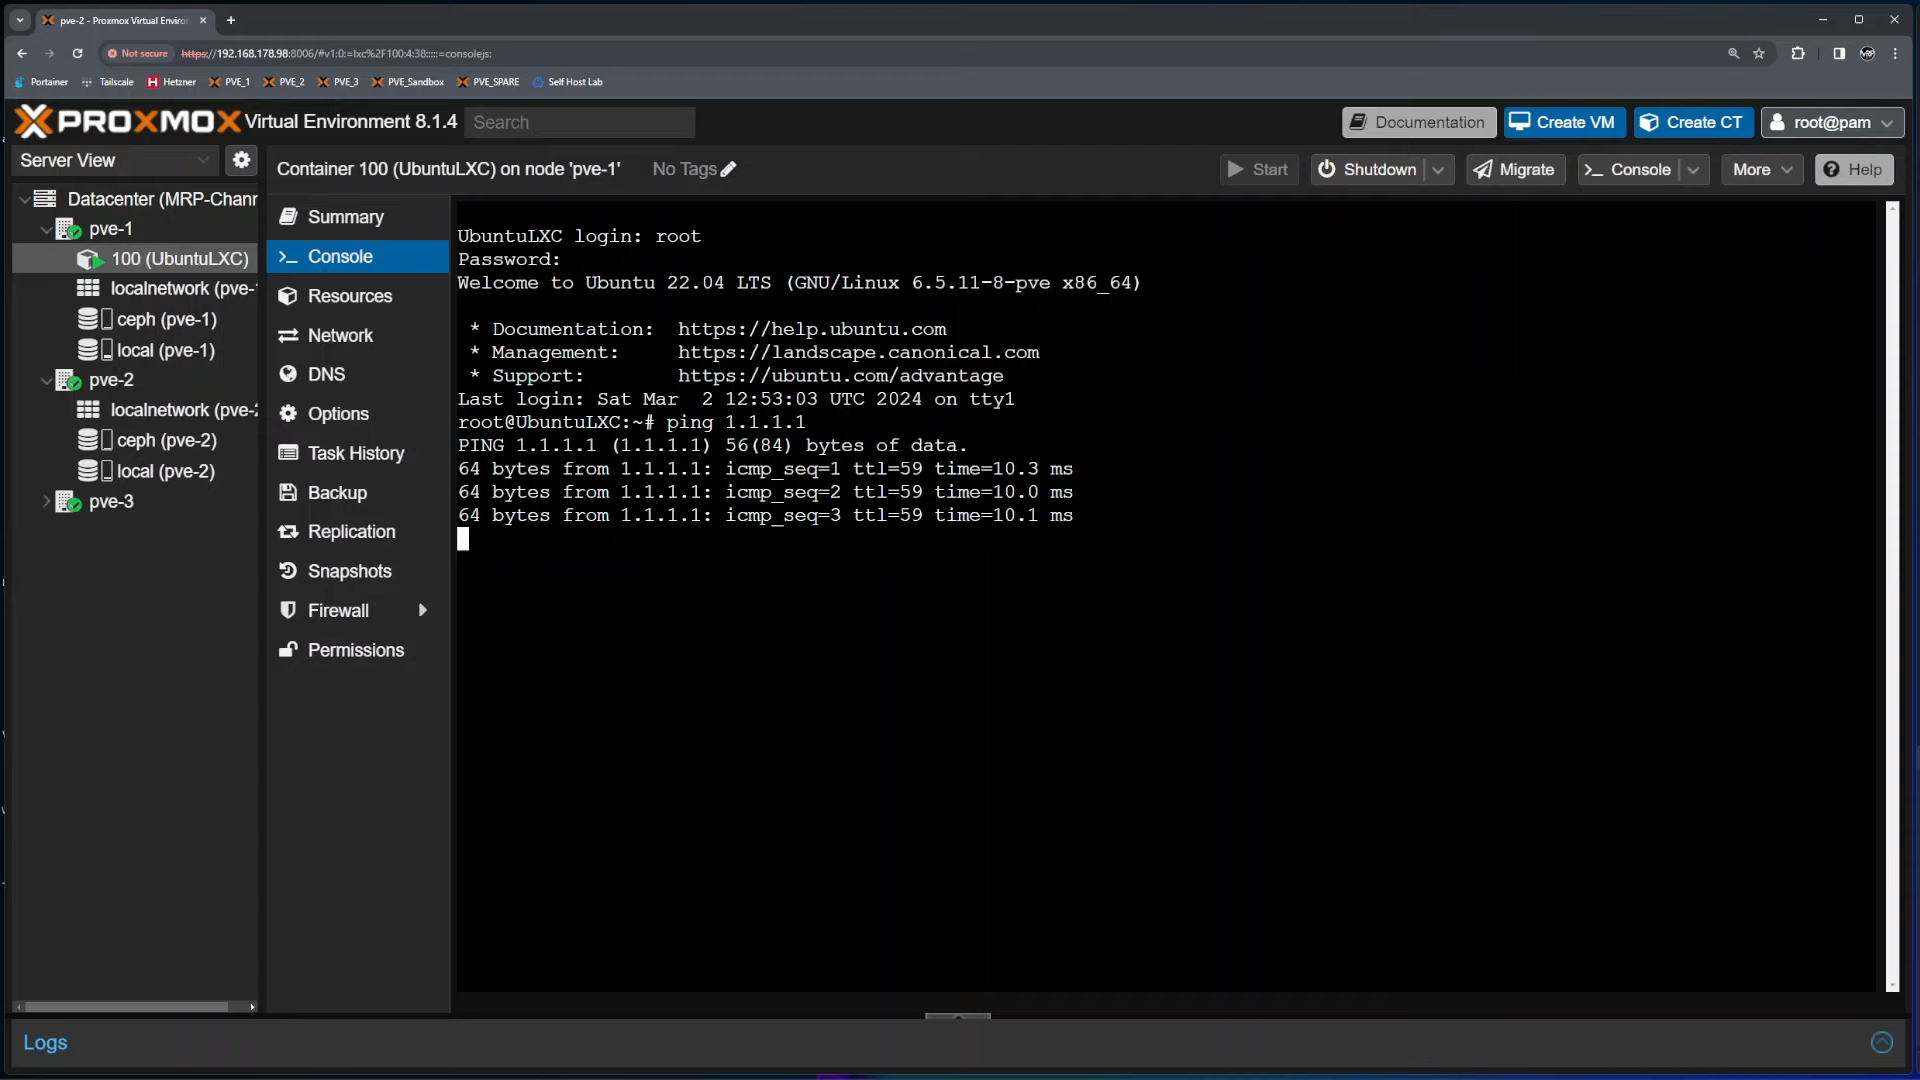 pve-2 - Proxmox Virtual Enviro
Not secure https://192.168.178.98:8006/#v1:0:=lxc%2F100:4:38:::::=consolejs:
Portainer Tailscale Hetzner PVE_1 PVE_2 PVE_3 PVE_Sandbox PVE_SPARE Self Host Lab
PROXMOX Virtual Environment 8.1.4 Search Documentation Create VM Create CT root@pam
Server View
Container 100 (UbuntuLXC) on node 'pve-1' No Tags Start Shutdown Migrate Console More Help
Datacenter (MRP-Chann
pve-1
100 (UbuntuLXC)
localnetwork (pve-1
ceph (pve-1)
local (pve-1)
pve-2
localnetwork (pve-2
ceph (pve-2)
local (pve-2)
pve-3
Summary
Console
Resources
Network
DNS
Options
Task History
Backup
Replication
Snapshots
Firewall
Permissions
UbuntuLXC login: root
Password:
Welcome to Ubuntu 22.04 LTS (GNU/Linux 6.5.11-8-pve x86_64)
* Documentation: https://help.ubuntu.com
* Management: https://landscape.canonical.com
* Support: https://ubuntu.com/advantage
Last login: Sat Mar 2 12:53:03 UTC 2024 on tty1
root@UbuntuLXC:~# ping 1.1.1.1
PING 1.1.1.1 (1.1.1.1) 56(84) bytes of data.
64 bytes from 1.1.1.1: icmp_seq=1 ttl=59 time=10.3 ms
64 bytes from 1.1.1.1: icmp_seq=2 ttl=59 time=10.0 ms
64 bytes from 1.1.1.1: icmp_seq=3 ttl=59 time=10.1 ms
Logs